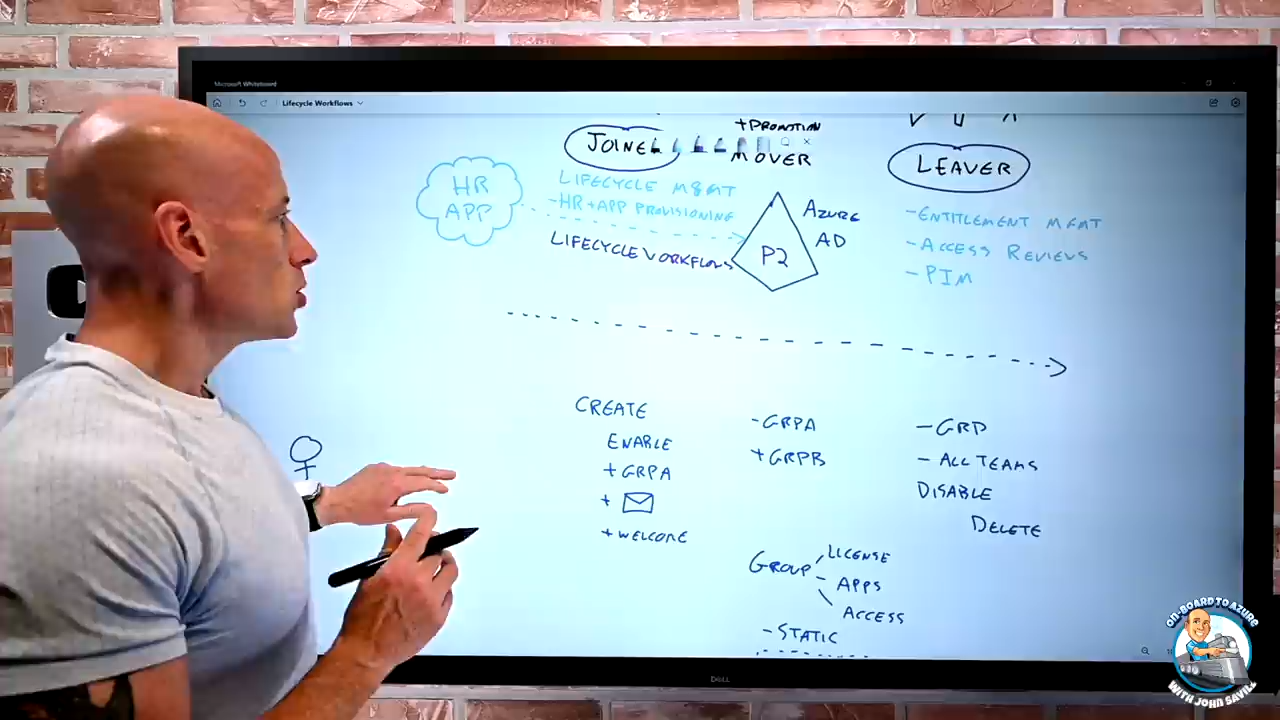 Microsoft Whiteboard
Lifecycle Workflows
+PROMOTION
JOINER
MOVER
LEAVER
HR
APP
LIFECYCLE MGMT
-HR+APP PROVISIONING
LIFECYCLE WORKFLOWS
AZURE
AD
P2
-ENTITLEMENT MGMT
-ACCESS REVIEWS
-PIM
CREATE
ENABLE
+GRPA
+
+WELCOME
-GRPA
+GRPB
-GRP
-ALL TEAMS
DISABLE
DELETE
GROUP
LICENSE
- APPS
ACCESS
-STATIC
DELL
ON-BOARD TO AZURE
WITH JOHN SAVILL